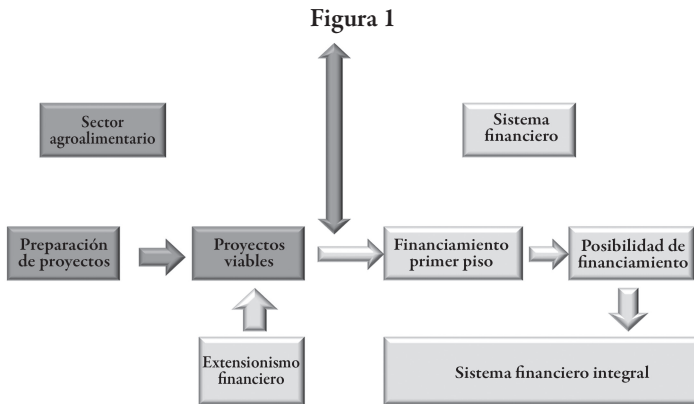 Figura 1
Sector
agroalimentario
Sistema
financiero
Preparación
de proyectos
Proyectos
viables
Financiamiento
primer piso
Posibilidad de
financiamiento
Extensionismo
financiero
Sistema financiero integral